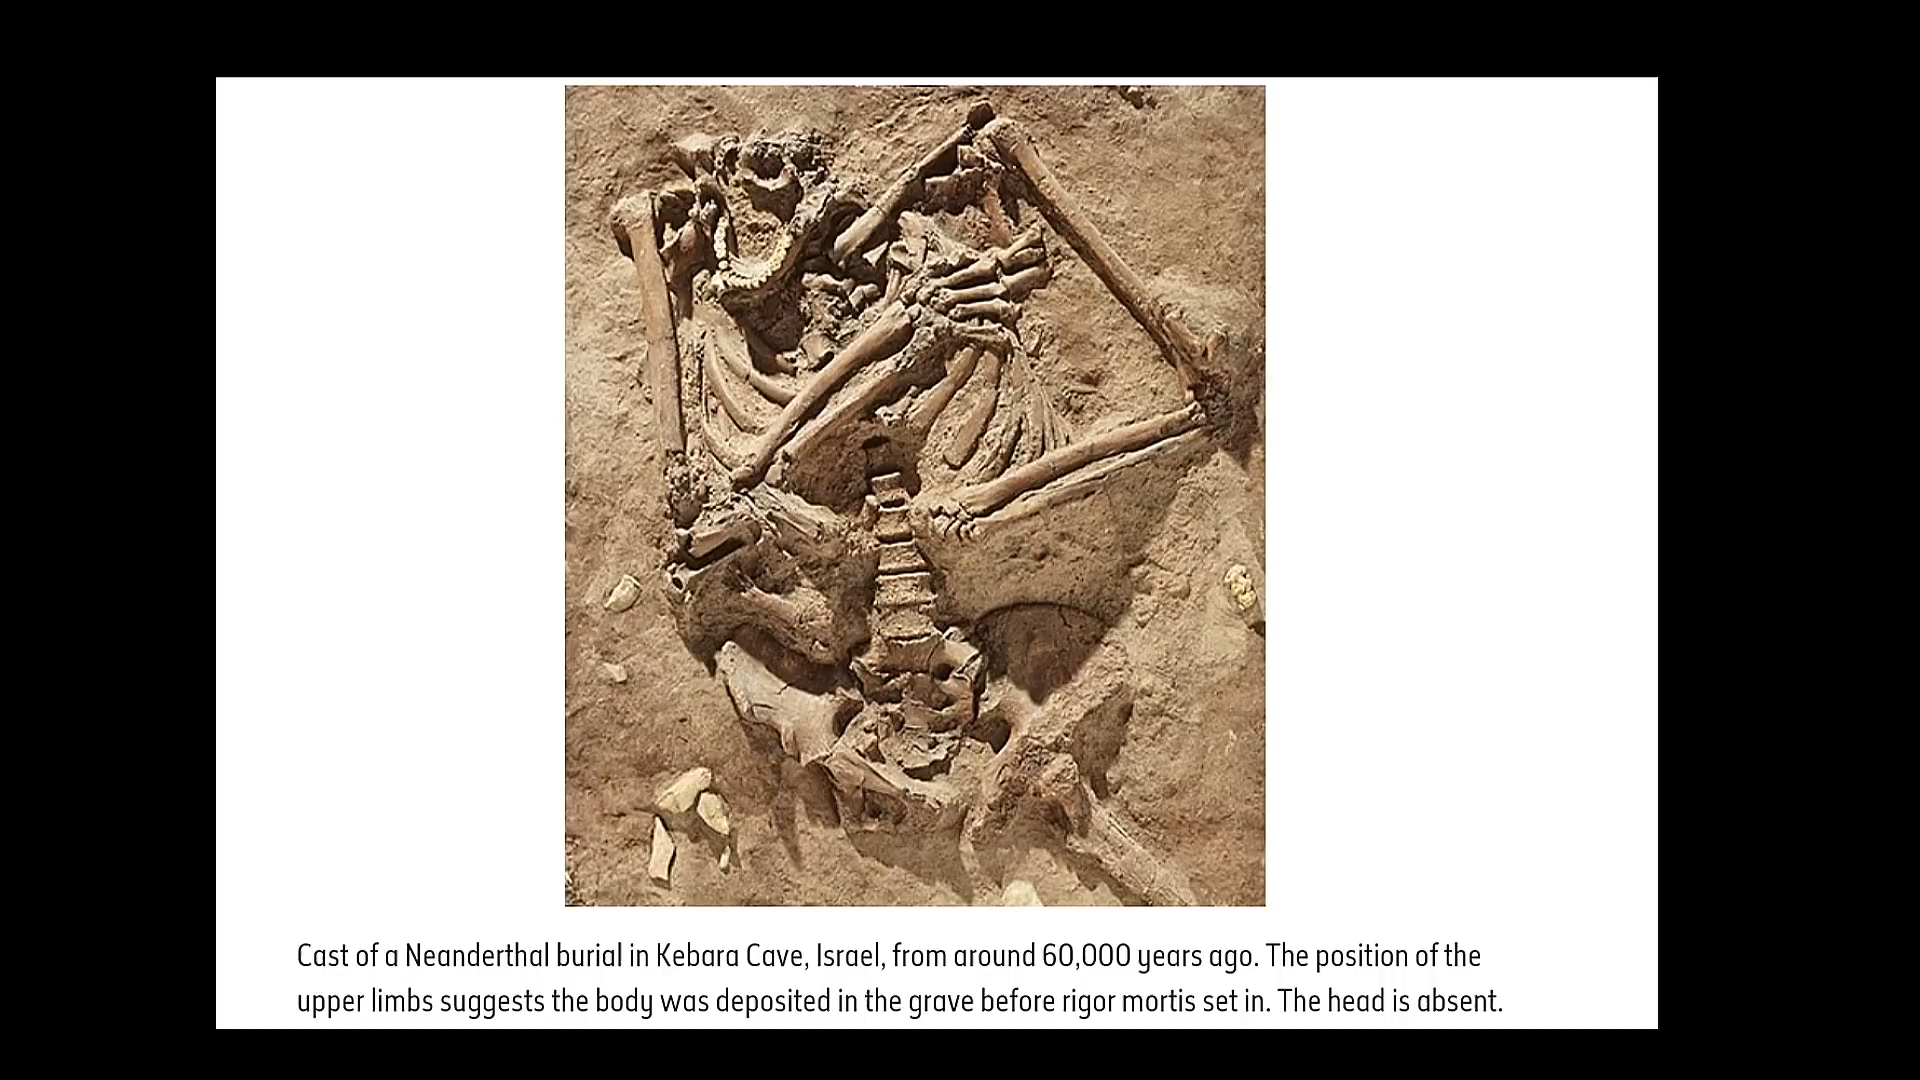 Cast of a Neanderthal burial in Kebara Cave, Israel, from around 60,000 years ago. The position of the
upper limbs suggests the body was deposited in the grave before rigor mortis set in. The head is absent.